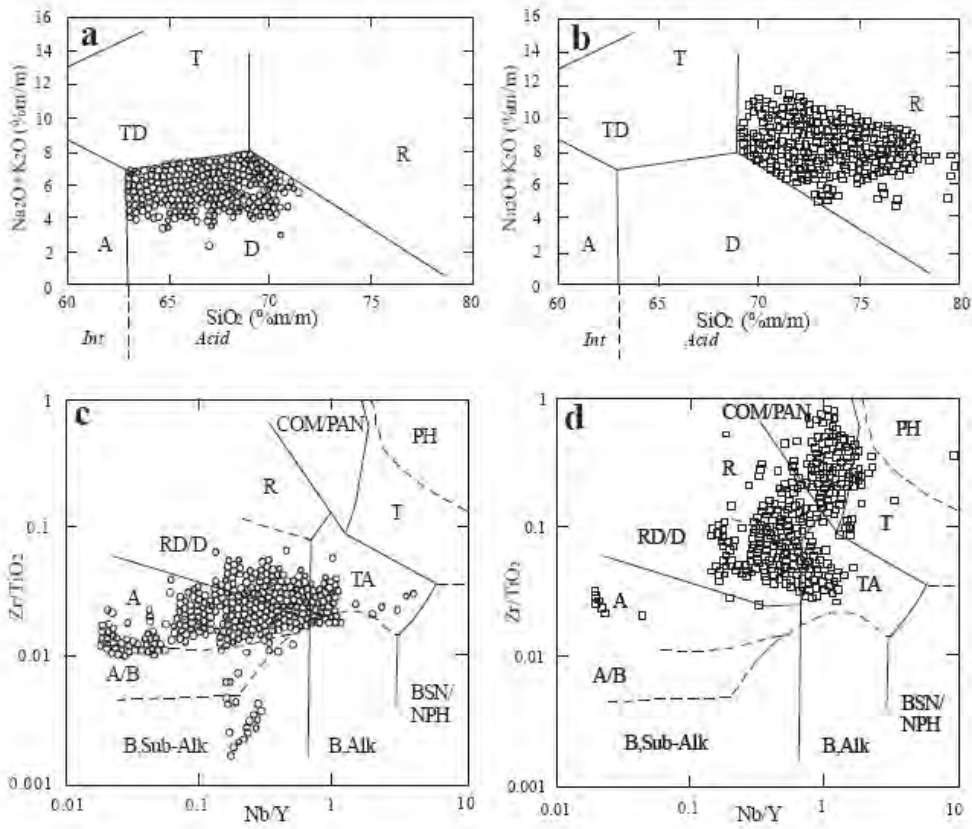 a
16
14
12
10
8
6
4
2
0
Na2O+K2O (%m/m)
T
TD
R
A
D
60
65
70
75
80
SiO2 (%m/m)
Int
Acid
b
16
14
12
10
8
6
4
2
0
Na2O+K2O (%m/m)
T
TD
R
A
D
60
65
70
75
80
SiO2 (%m/m)
Int
Acid
c
1
0.1
0.01
0.001
Zr/TiO2
COM/PAN
PH
R
T
RD/D
TA
A
A/B
BSN/
NPH
B,Sub-Alk
B,Alk
0.01
0.1
1
10
Nb/Y
d
1
0.1
0.01
0.001
Zr/TiO2
COM/PAN
PH
R
T
RD/D
TA
A
A/B
BSN/
NPH
B,Sub-Alk
B,Alk
0.01
0.1
1
10
Nb/Y